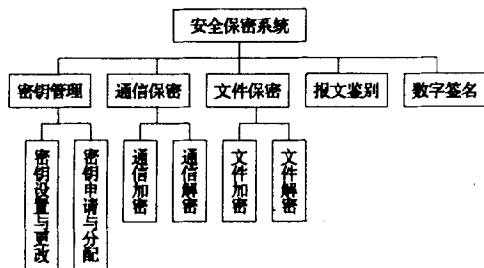 安全保密系统
密钥管理
通信保密
文件保密
报文鉴别
数字签名
密钥设置与更改
密钥申请与分配
通信加密
通信解密
文件加密
文件解密